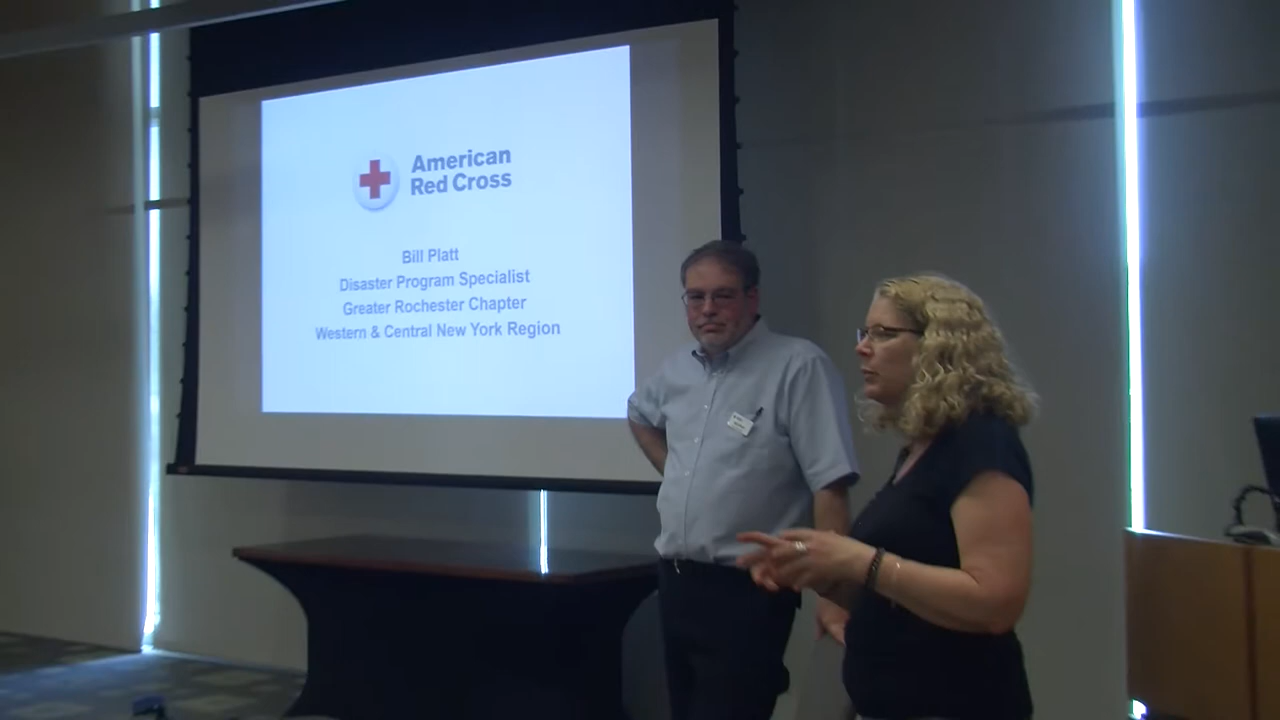 American
Red Cross
Bill Platt
Disaster Program Specialist
Greater Rochester Chapter
Western & Central New York Region